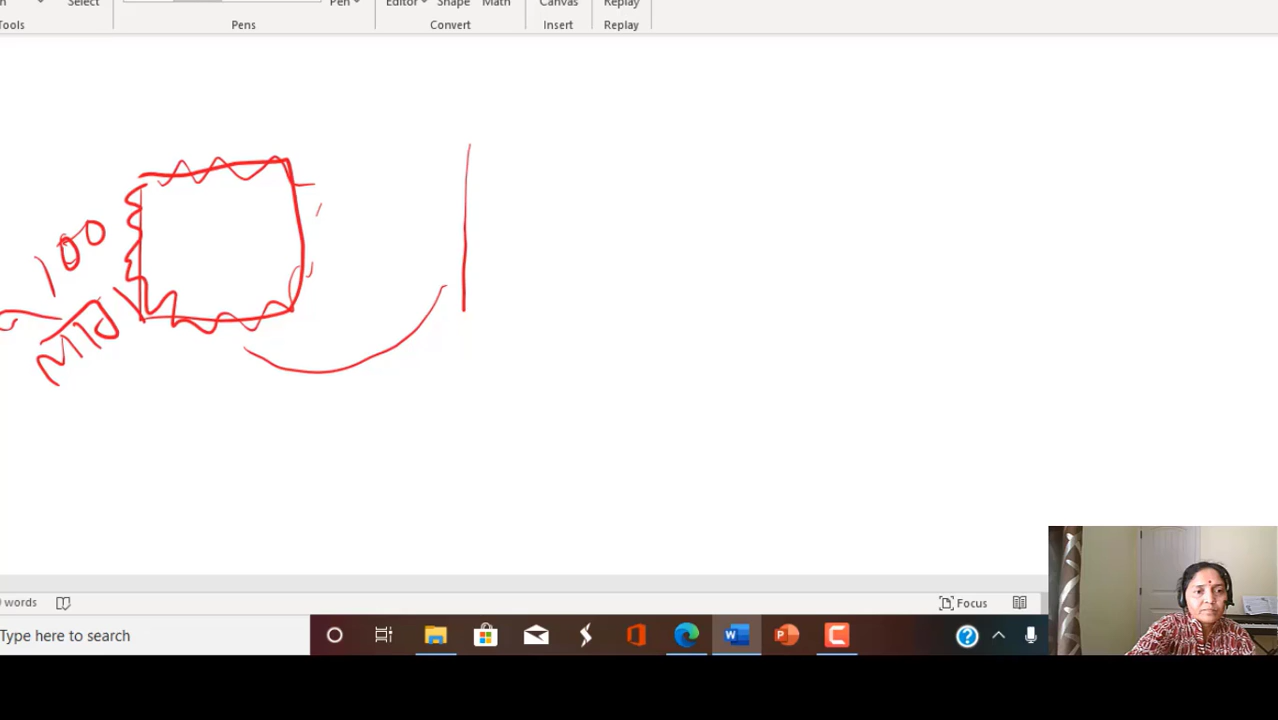 Pen
Editor
Shape
Math
Canvas
Replay
Tools
Select
Pens
Convert
Insert
Replay
100
words
Focus
Type here to search